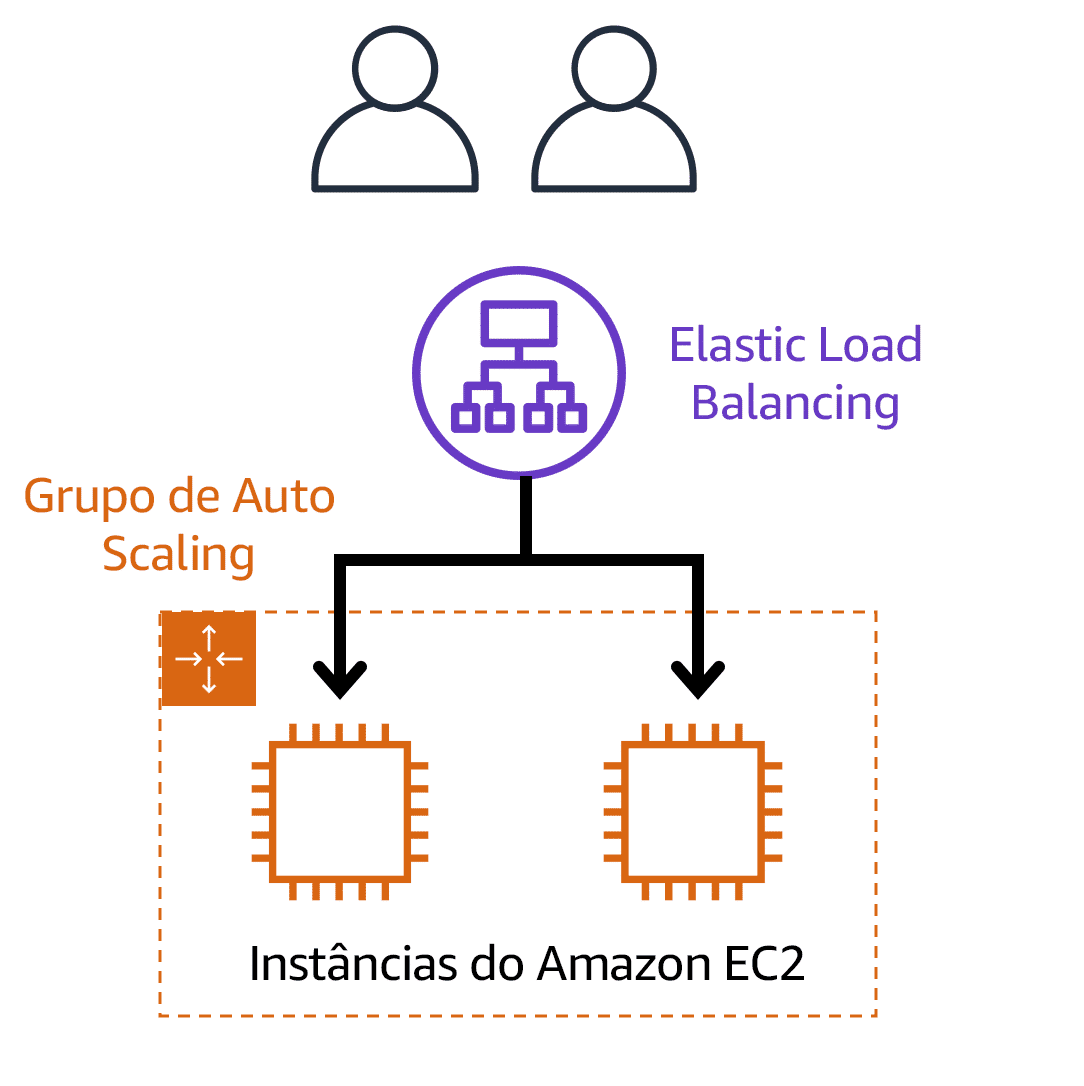 Elastic Load
Balancing
Grupo de Auto
Scaling
Instâncias do Amazon EC2